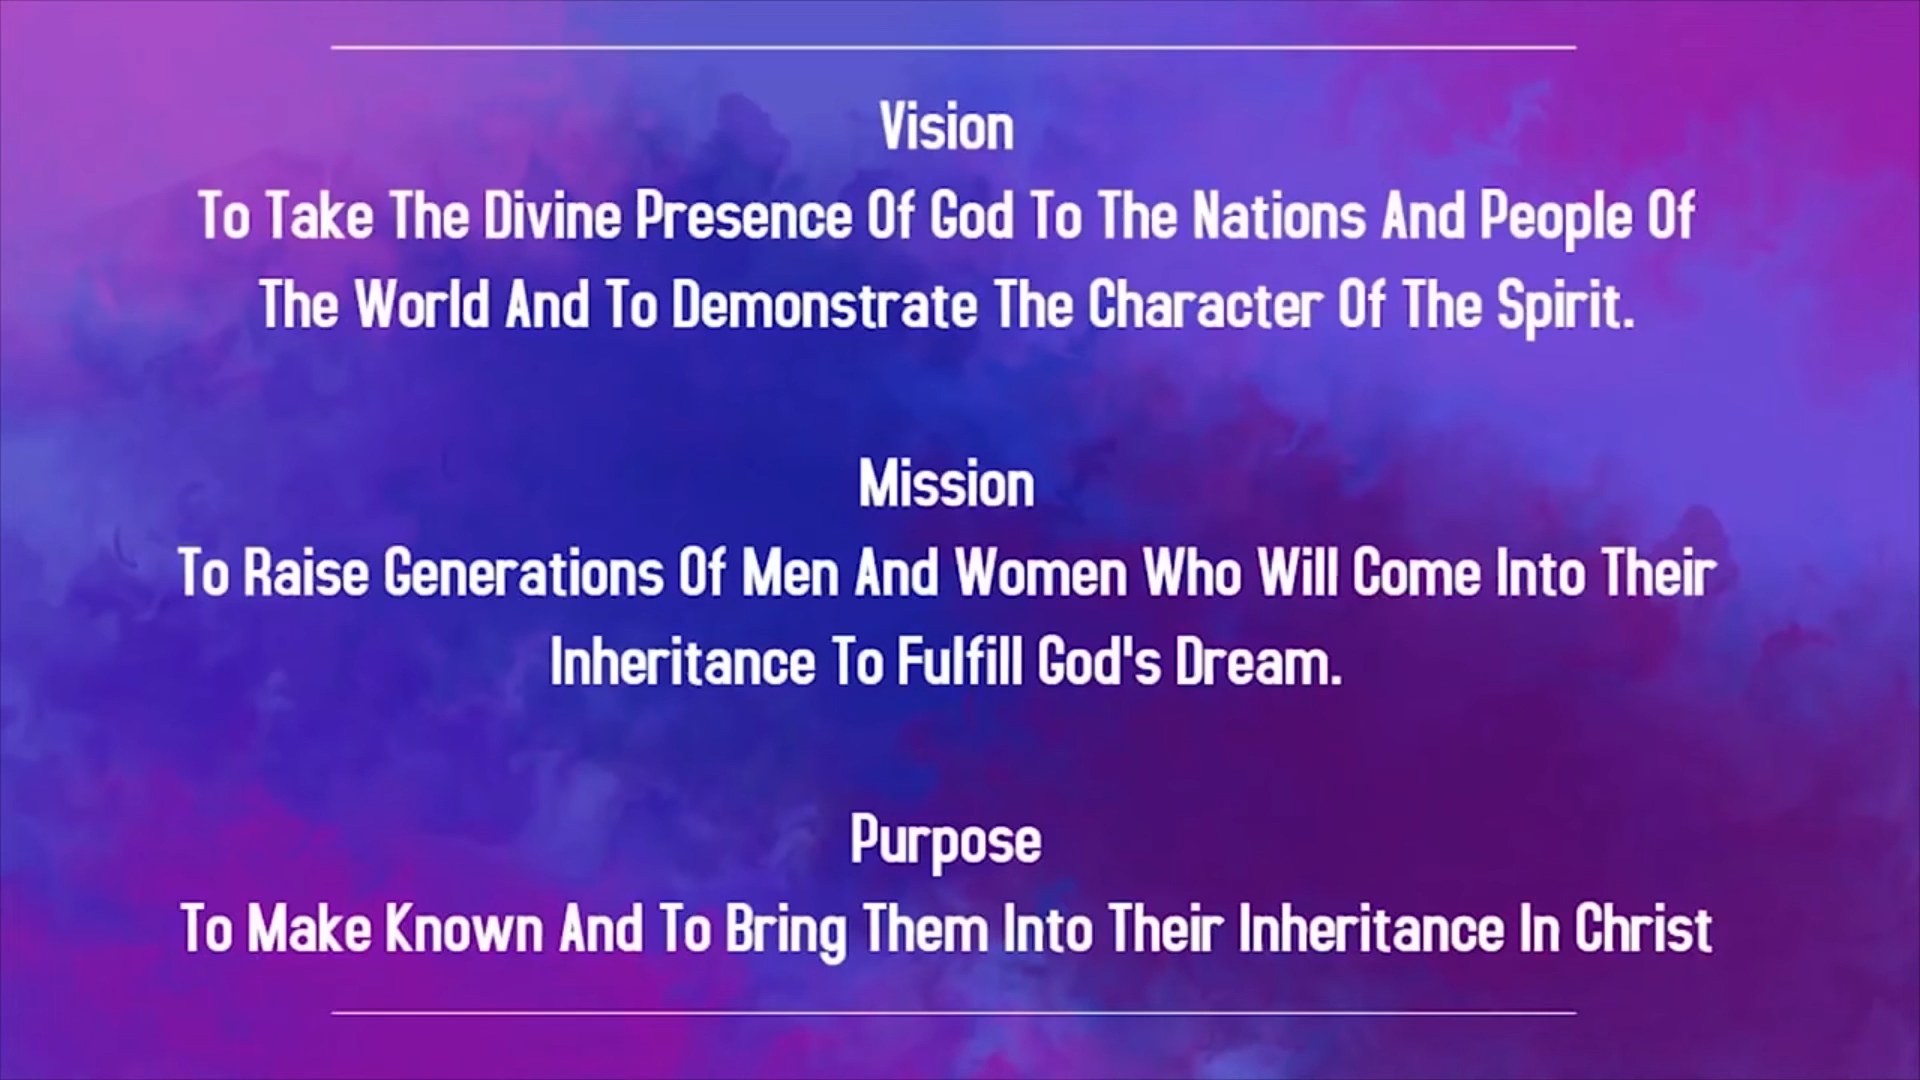 Vision
To Take The Divine Presence Of God To The Nations And People Of
The World And To Demonstrate The Character Of The Spirit.
Mission
To Raise Generations Of Men And Women Who Will Come Into Their
Inheritance To Fulfill God's Dream.
Purpose
To Make Known And To Bring Them Into Their Inheritance In Christ